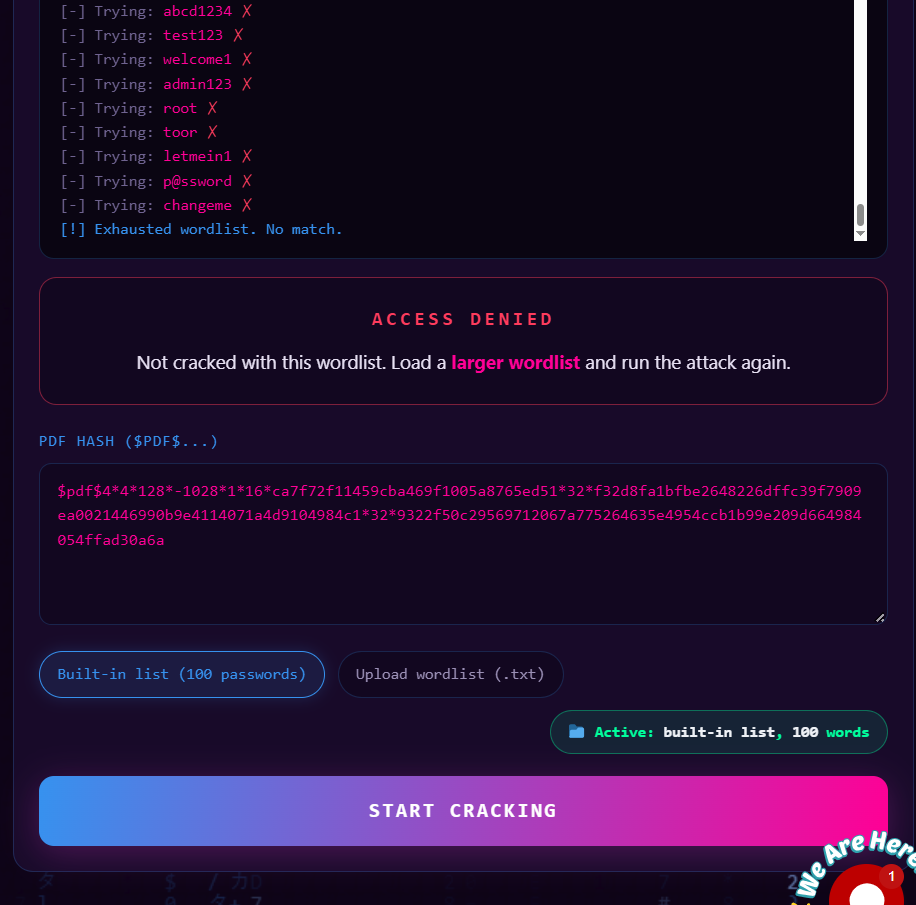 [-] Trying: abcd1234 ✗
[-] Trying: test123 ✗
[-] Trying: welcome1 ✗
[-] Trying: admin123 ✗
[-] Trying: root ✗
[-] Trying: toor ✗
[-] Trying: letmein1 ✗
[-] Trying: p@ssword ✗
[-] Trying: changeme ✗
[!] Exhausted wordlist. No match.
ACCESS DENIED
Not cracked with this wordlist. Load a larger wordlist and run the attack again.
PDF HASH ($PDF$...)
$pdf$4*4*128*-1028*1*16*ca7f72f11459cba469f1005a8765ed51*32*f32d8fa1bfbe2648226dffc39f7909
ea0021446990b9e4114071a4d9104984c1*32*9322f50c29569712067a775264635e4954ccb1b99e209d664984
054ffad30a6a
Built-in list (100 passwords)
Upload wordlist (.txt)
Active: built-in list, 100 words
START CRACKING
We Are Here
1